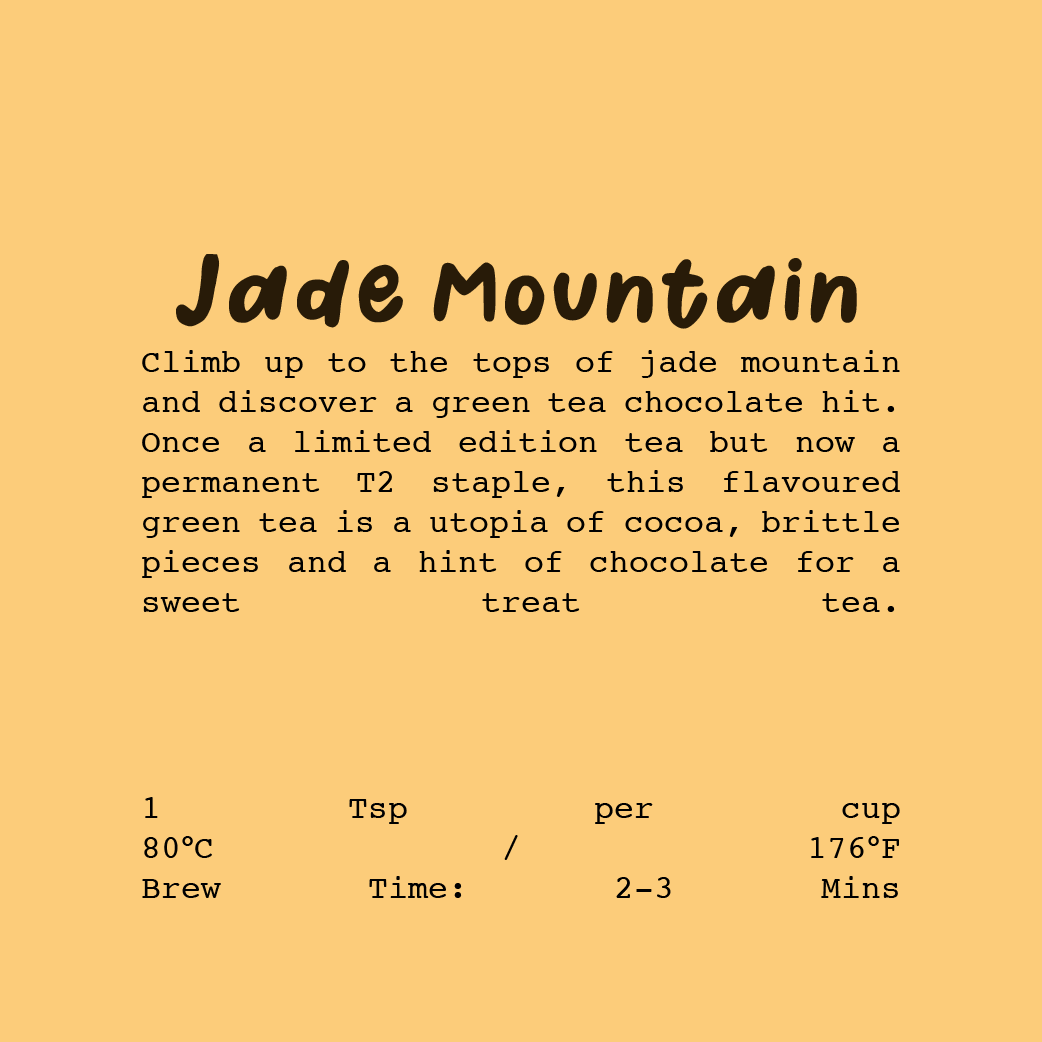 Jade Mountain
Climb up to the tops of jade mountain
and discover a green tea chocolate hit.
Once a limited edition tea but now a
permanent T2 staple, this flavoured
green tea is a utopia of cocoa, brittle
pieces and a hint of chocolate for a
sweet treat tea.
1 Tsp per cup
80°C / 176°F
Brew Time: 2-3 Mins